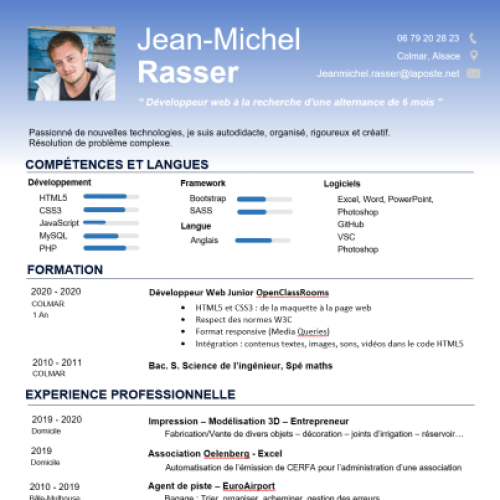 Jean-Michel
Rasser
06 79 20 28 23
Colmar, Alsace
Jeanmichel.rasser@laposte.net
" Développeur web à la recherche d'une alternance de 6 mois "
Passionné de nouvelles technologies, je suis autodidacte, organisé, rigoureux et créatif.
Résolution de problème complexe.
COMPÉTENCES ET LANGUES
Développement
HTML5
CSS3
JavaScript
MySQL
PHP
Framework
Bootstrap
SASS
Langue
Anglais
Logiciels
Excel, Word, PowerPoint,
Photoshop
GitHub
VSC
Photoshop
FORMATION
2020 - 2020
COLMAR
1 An
Développeur Web Junior OpenClassRooms
• HTML5 et CSS3 : de la maquette à la page web
• Respect des normes W3C
• Format responsive (Media Queries)
• Intégration : contenus textes, images, sons, vidéos dans le code HTML5
2010 - 2011
COLMAR
Bac. S. Science de l'ingénieur, Spé maths
EXPERIENCE PROFESSIONNELLE
2019 - 2020
Domicile
Impression – Modélisation 3D – Entrepreneur
Fabrication/Vente de divers objets – décoration – joints d'irrigation – réservoir…
2019
Domicile
Association Oelenberg - Excel
Automatisation de l'émission de CERFA pour l'administration d'une association
2010 - 2019
Bâle-Mulhouse
Agent de piste – EuroAirport
Bagage : Trier, organiser, acheminer, gestion des erreurs